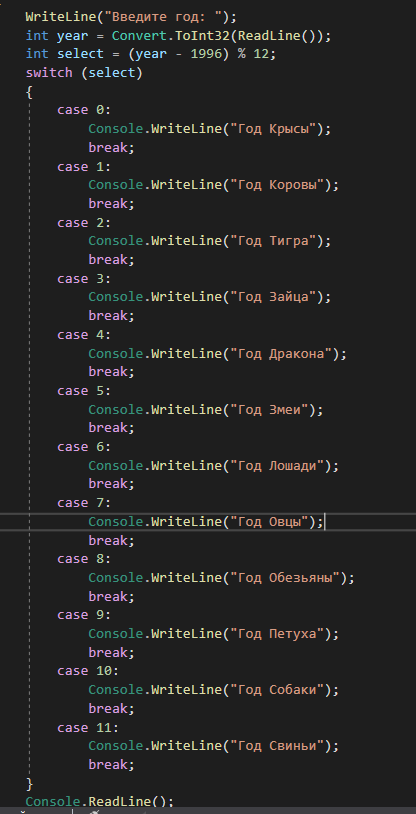 WriteLine("Введите год: ");
int year = Convert.ToInt32(ReadLine());
int select = (year - 1996) % 12;
switch (select)
{
case 0:
Console.WriteLine("Год Крысы");
break;
case 1:
Console.WriteLine("Год Коровы");
break;
case 2:
Console.WriteLine("Год Тигра");
break;
case 3:
Console.WriteLine("Год Зайца");
break;
case 4:
Console.WriteLine("Год Дракона");
break;
case 5:
Console.WriteLine("Год Змеи");
break;
case 6:
Console.WriteLine("Год Лошади");
break;
case 7:
Console.WriteLine("Год Овцы");
break;
case 8:
Console.WriteLine("Год Обезьяны");
break;
case 9:
Console.WriteLine("Год Петуха");
break;
case 10:
Console.WriteLine("Год Собаки");
break;
case 11:
Console.WriteLine("Год Свиньи");
break;
}
Console.ReadLine();